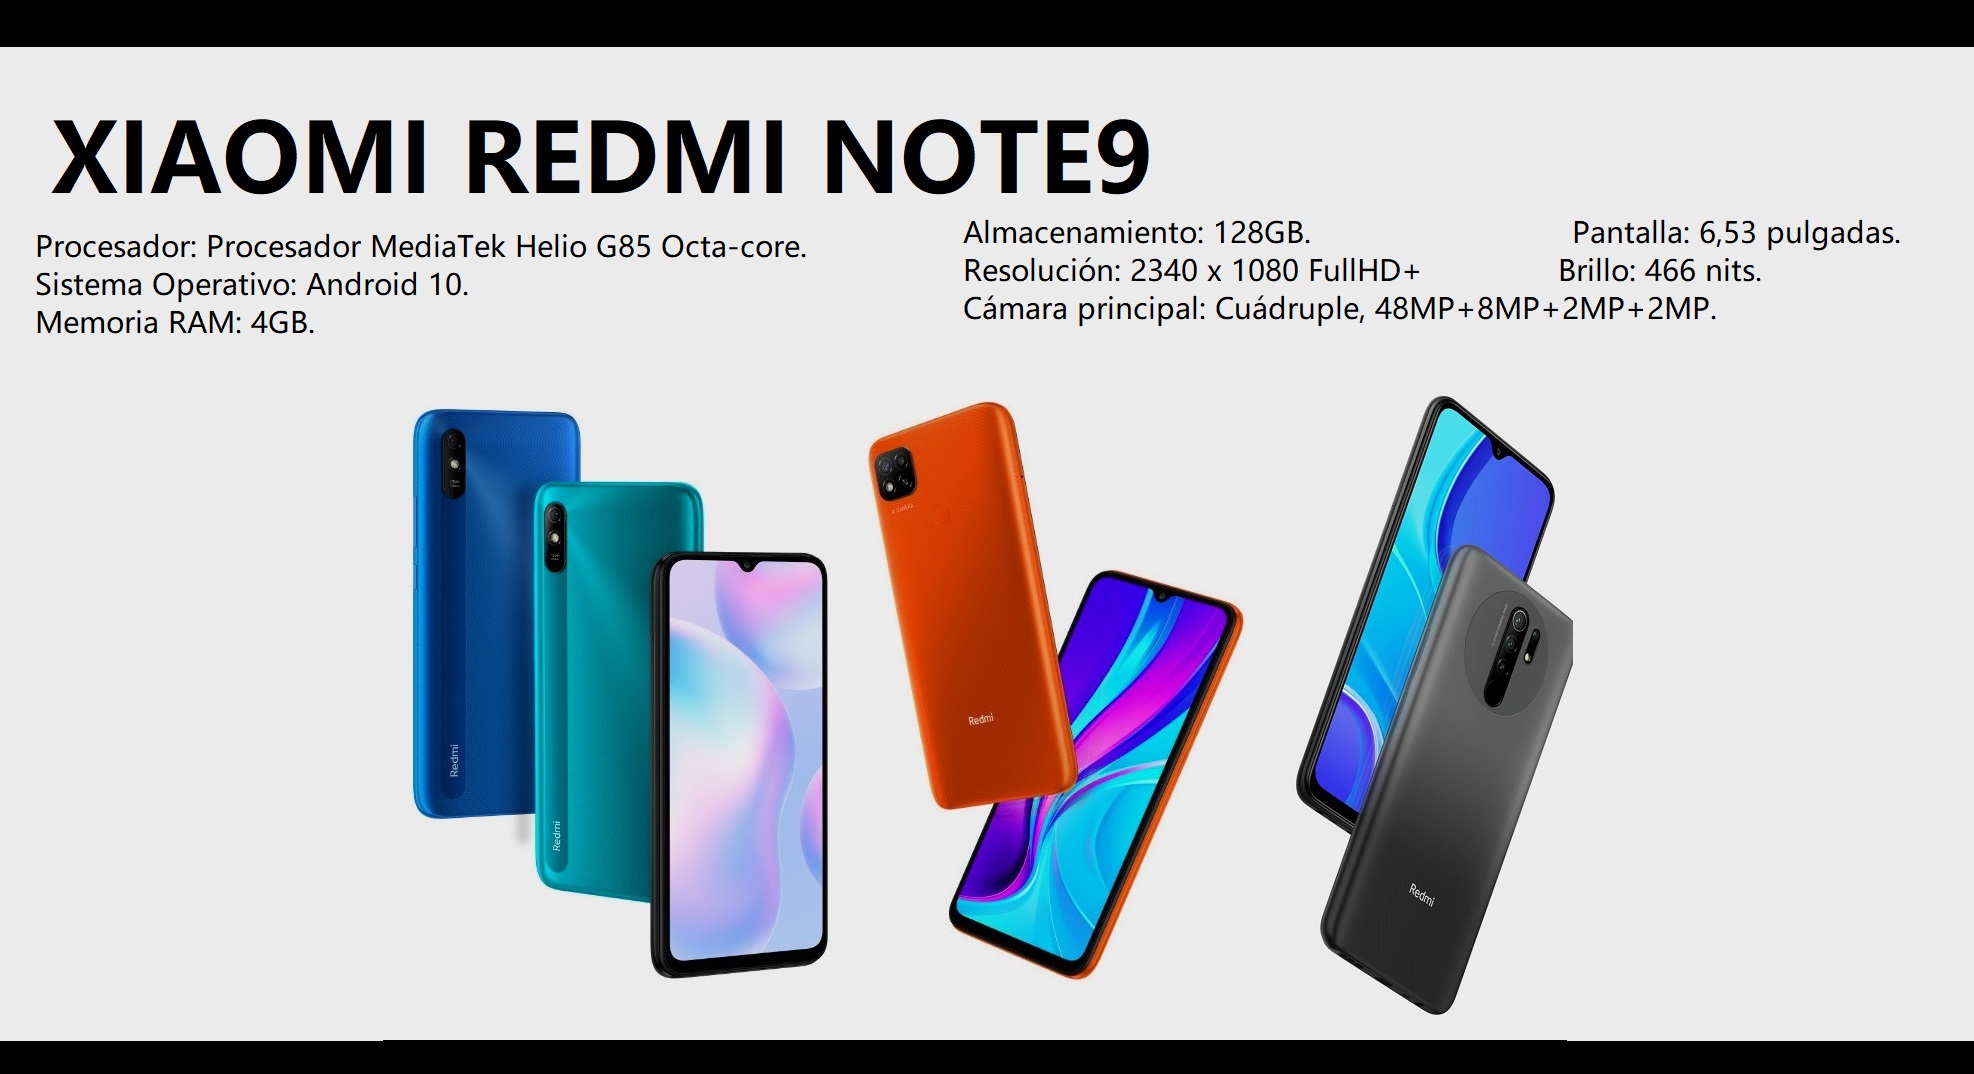 XIAOMI REDMI NOTE9
Procesador: Procesador MediaTek Helio G85 Octa-core.
Sistema Operativo: Android 10.
Memoria RAM: 4GB.
Almacenamiento: 128GB. Pantalla: 6,53 pulgadas.
Resolución: 2340 x 1080 FullHD+ Brillo: 466 nits.
Cámara principal: Cuádruple, 48MP+8MP+2MP+2MP.
Redmi
Redmi
Redmi
Redmi